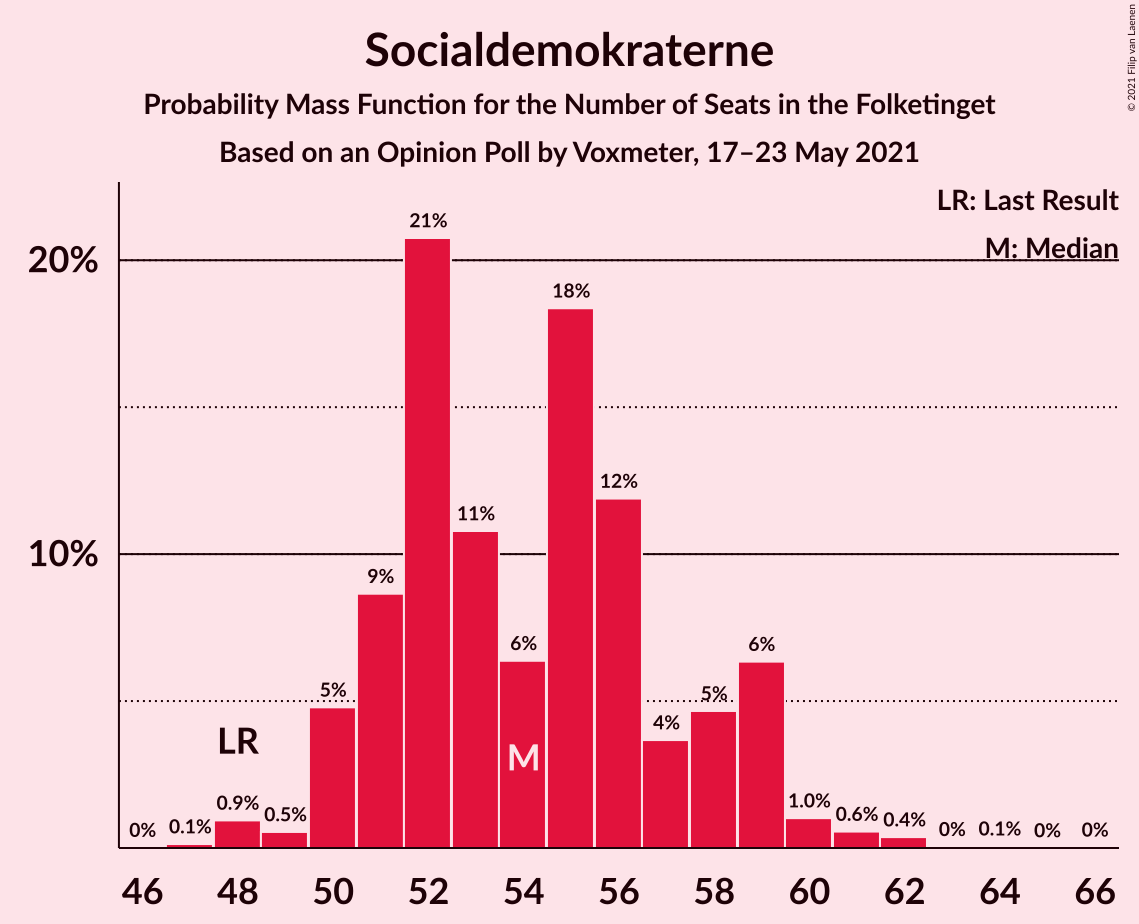 Socialdemokraterne
Probability Mass Function for the Number of Seats in the Folketinget
Based on an Opinion Poll by Voxmeter, 17–23 May 2021
© 2021 Filip van Laenen
LR: Last Result
M: Median
20%
10%
0%
0.1%
0.9%
0.5%
5%
9%
21%
11%
6%
18%
12%
4%
5%
6%
1.0%
0.6%
0.4%
0%
0.1%
0%
0%
LR
M
46 48 50 52 54 56 58 60 62 64 66